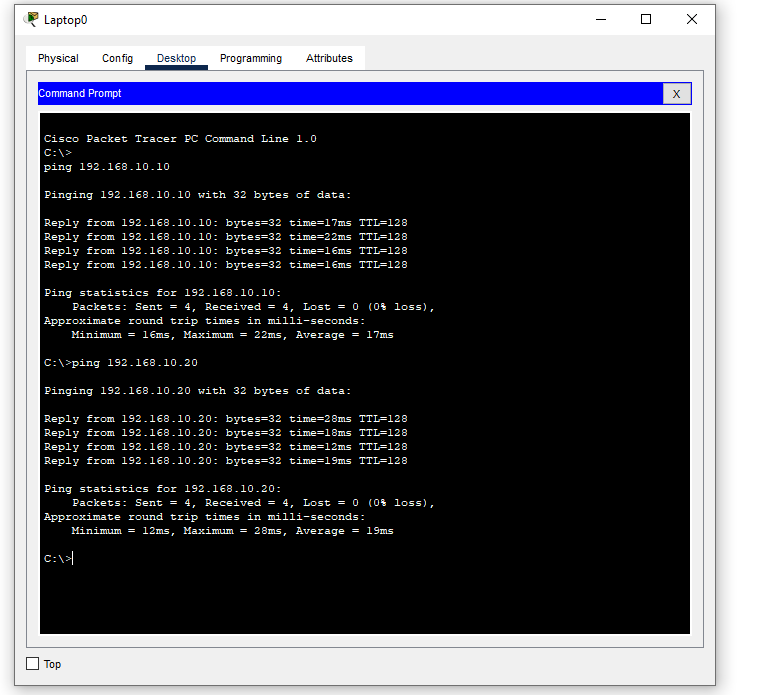 Laptop0
Physical Config Desktop Programming Attributes
Command Prompt X
Cisco Packet Tracer PC Command Line 1.0
C:\>
ping 192.168.10.10
Pinging 192.168.10.10 with 32 bytes of data:
Reply from 192.168.10.10: bytes=32 time=17ms TTL=128
Reply from 192.168.10.10: bytes=32 time=22ms TTL=128
Reply from 192.168.10.10: bytes=32 time=16ms TTL=128
Reply from 192.168.10.10: bytes=32 time=16ms TTL=128
Ping statistics for 192.168.10.10:
Packets: Sent = 4, Received = 4, Lost = 0 (0% loss),
Approximate round trip times in milli-seconds:
Minimum = 16ms, Maximum = 22ms, Average = 17ms
C:\>ping 192.168.10.20
Pinging 192.168.10.20 with 32 bytes of data:
Reply from 192.168.10.20: bytes=32 time=28ms TTL=128
Reply from 192.168.10.20: bytes=32 time=18ms TTL=128
Reply from 192.168.10.20: bytes=32 time=12ms TTL=128
Reply from 192.168.10.20: bytes=32 time=19ms TTL=128
Ping statistics for 192.168.10.20:
Packets: Sent = 4, Received = 4, Lost = 0 (0% loss),
Approximate round trip times in milli-seconds:
Minimum = 12ms, Maximum = 28ms, Average = 19ms
C:\>
Top